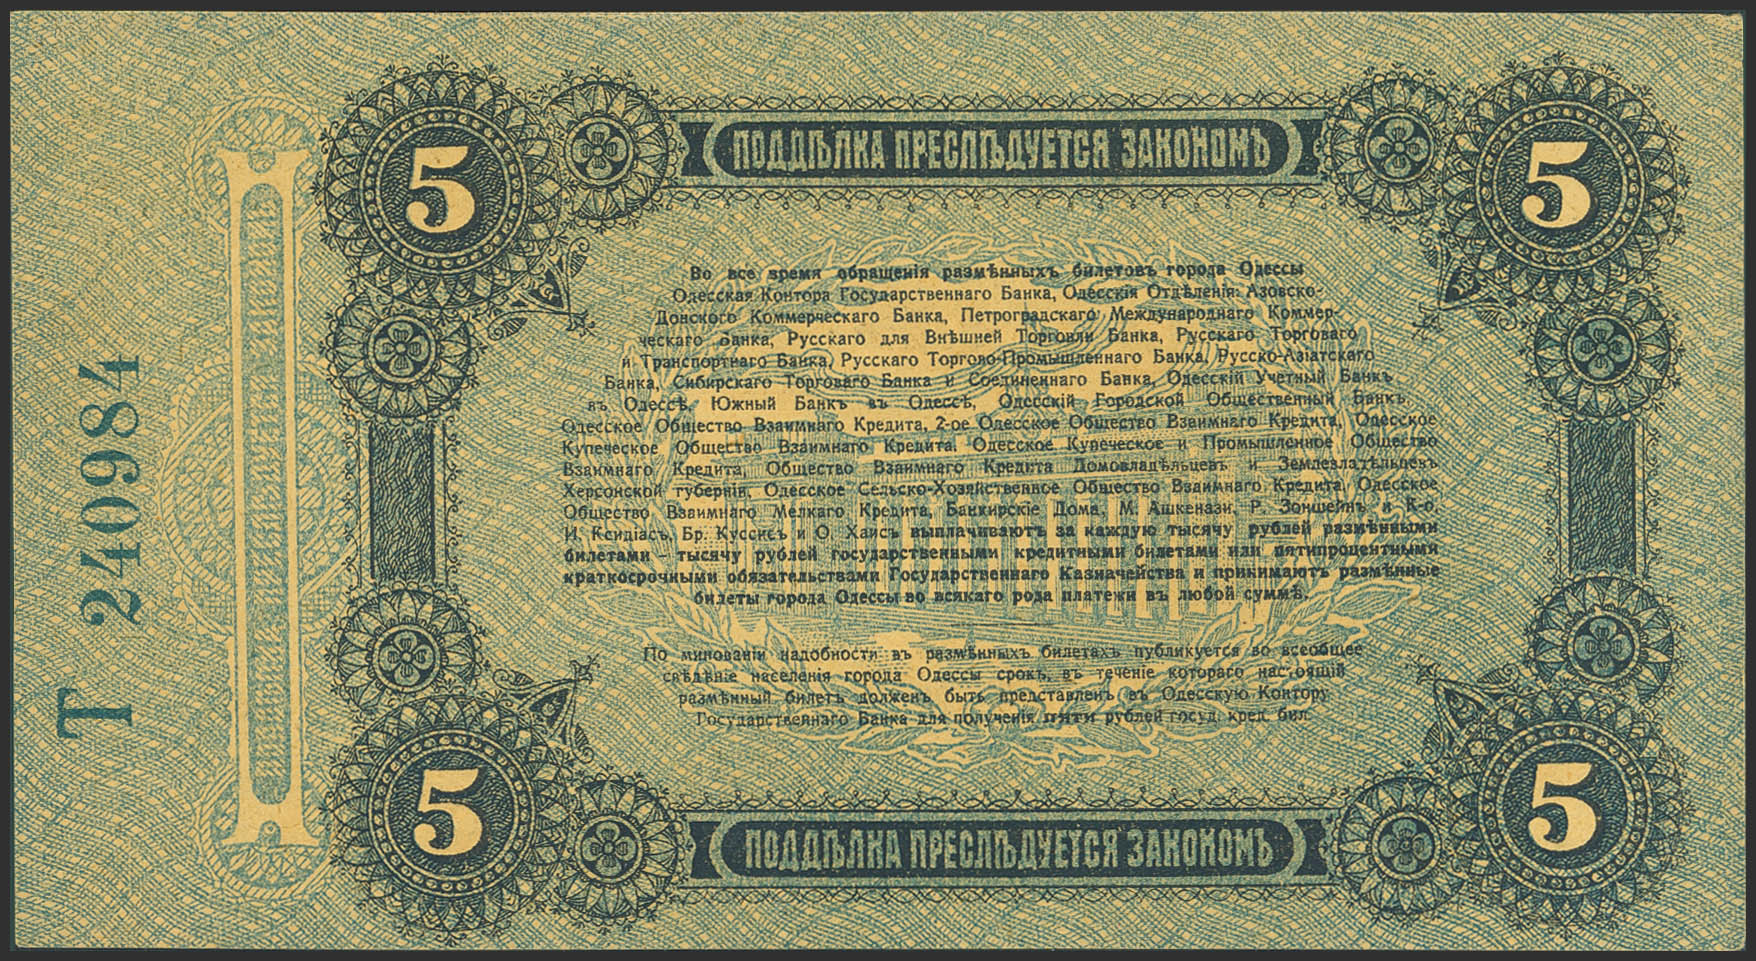 ПОДДѢЛКА ПРЕСЛѢДУЕТСЯ ЗАКОНОМЪ
5
5
Во все время обращенія размѣнныхъ билетовъ города Одессы
Одесская Контора Государственнаго Банка, Одесскія Отдѣленія: Азовско-
Донского Коммерческаго Банка, Петроградскаго Международнаго Коммер-
ческаго Банка, Русскаго для Внѣшней Торговли Банка, Русскаго Торговаго
и Транспортнаго Банка, Русскаго Торгово-Промышленнаго Банка, Русско-Азіатскаго
Банка, Сибирскаго Торговаго Банка и Соединеннаго Банка, Одесскій Учетный Банкъ
въ Одессѣ, Южный Банкъ въ Одессѣ, Одесскій Городской Общественный Банкъ,
Одесское Общество Взаимнаго Кредита, 2-ое Одесское Общество Взаимнаго Кредита, Одесское
Купеческое Общество Взаимнаго Кредита, Одесское Купеческое и Промышленное Общество
Взаимнаго Кредита, Общество Взаимнаго Кредита Домовладѣльцевъ и Землевладѣльцевъ
Херсонской губерніи, Одесское Сельско-Хозяйственное Общество Взаимнаго Кредита, Одесское
Общество Взаимнаго Мелкаго Кредита, Банкирскіе Дома, М. Ашкенази, Р. Зонщейнъ и К-о,
И. Ксидіасъ, Бр. Куссисъ и О. Хаисъ выплачиваютъ за каждую тысячу рублей размѣнными
билетами – тысячу рублей государственными кредитными билетами или пятипроцентными
краткосрочными обязательствами Государственнаго Казначейства и принимаютъ размѣнные
билеты города Одессы во всякаго рода платежи въ любой суммѣ.
По минованіи надобности въ размѣнныхъ билетахъ публикуется во всеобщее
свѣдѣніе населенія города Одессы срокъ, въ теченіе котораго настоящій
размѣнный билетъ долженъ быть представленъ въ Одесскую Контору
Государственнаго Банка для полученія пяти рублей госуд. кред. бил.
Т 240984
5
5
ПОДДѢЛКА ПРЕСЛѢДУЕТСЯ ЗАКОНОМЪ